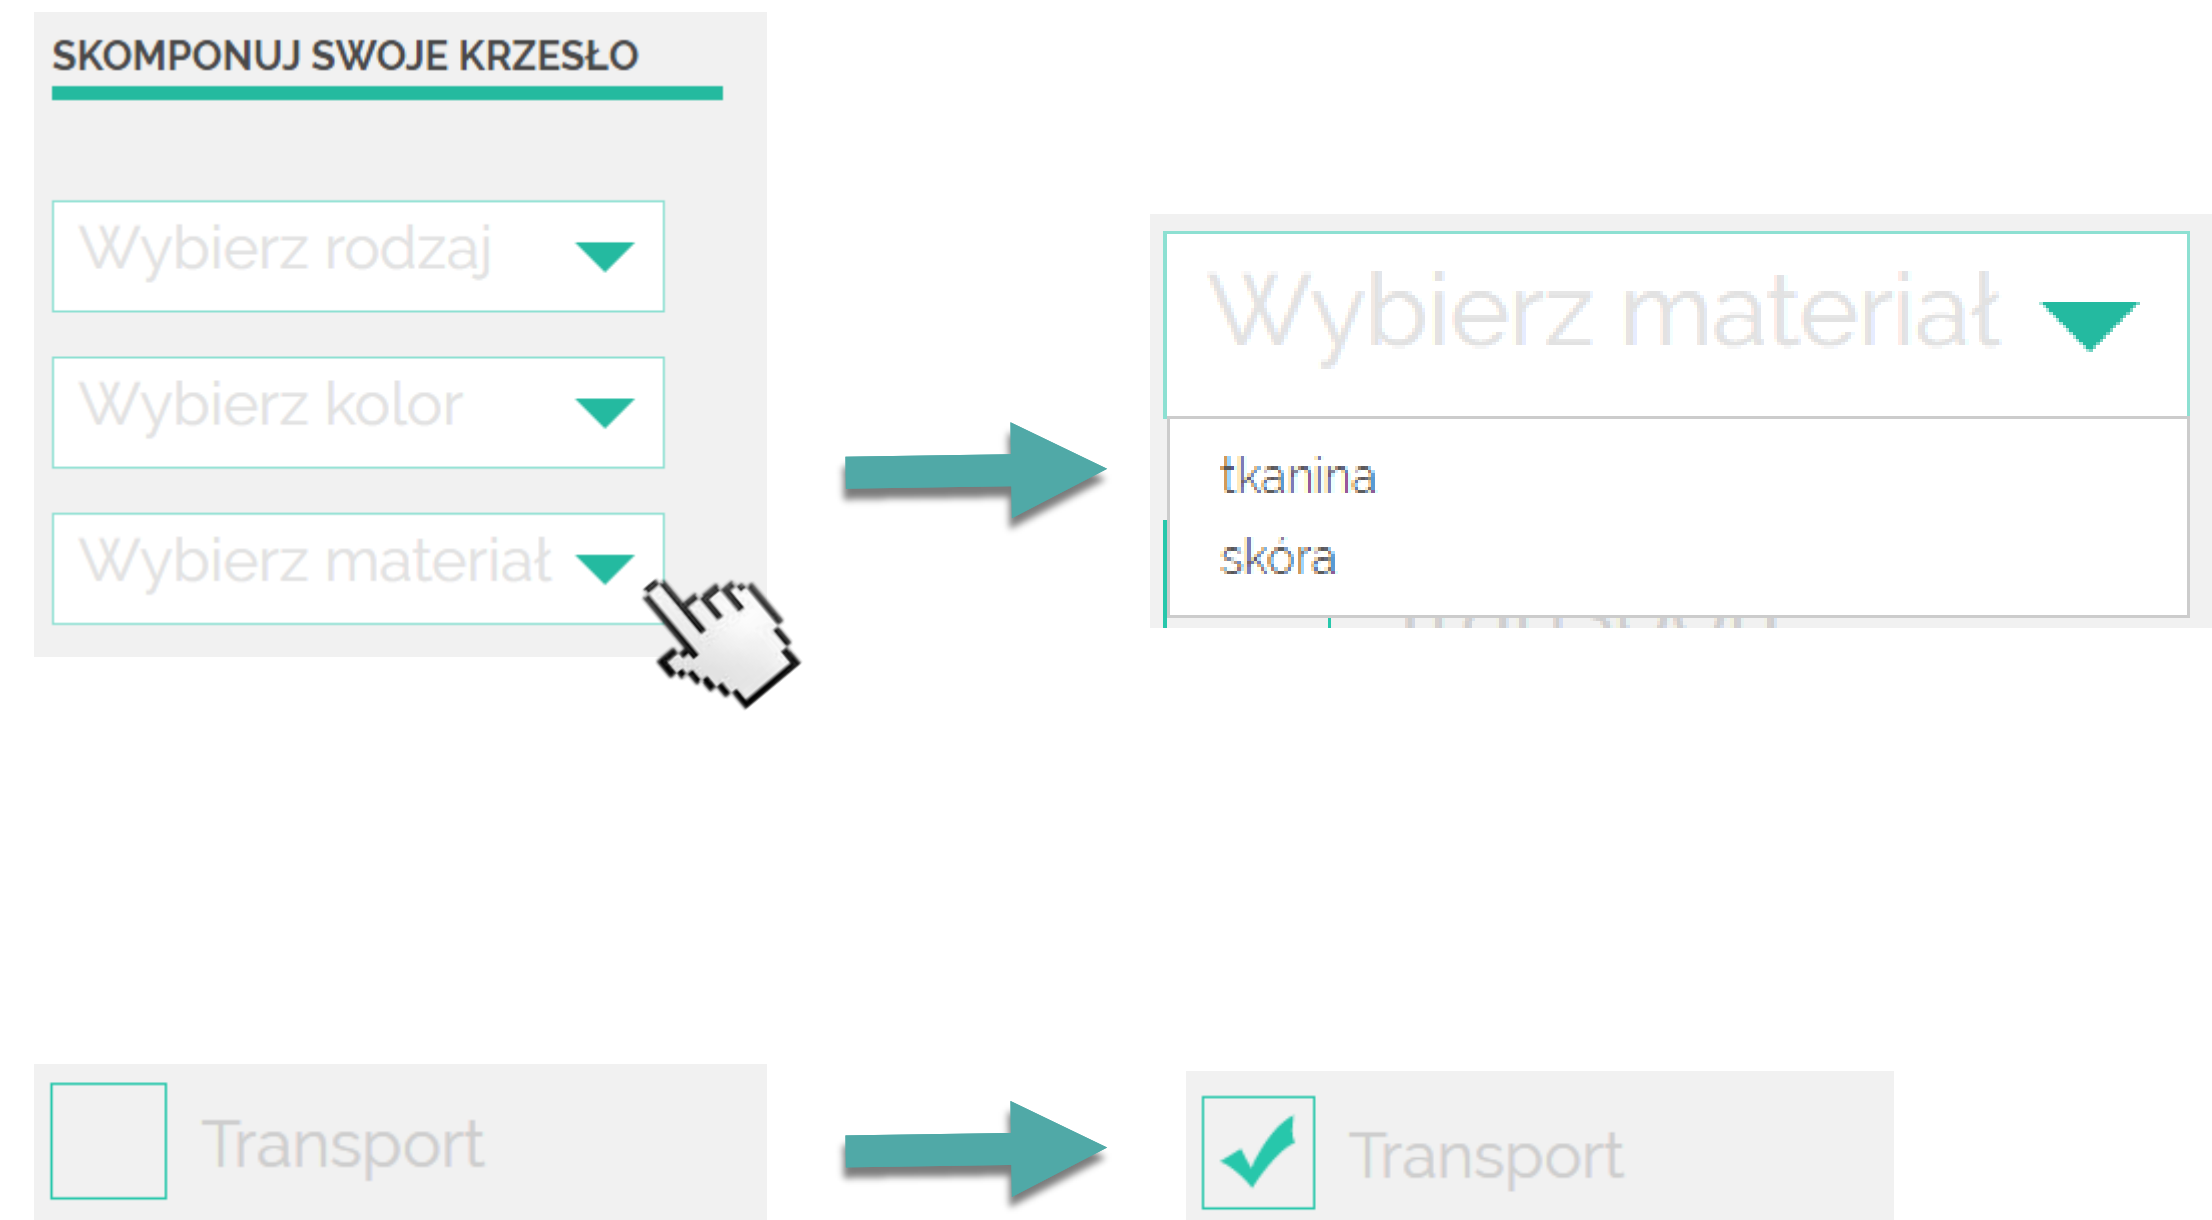 SKOMPONUJ SWOJE KRZESŁO
Wybierz rodzaj
Wybierz kolor
Wybierz materiał
Wybierz materiał
tkanina
skóra
Transport
Transport